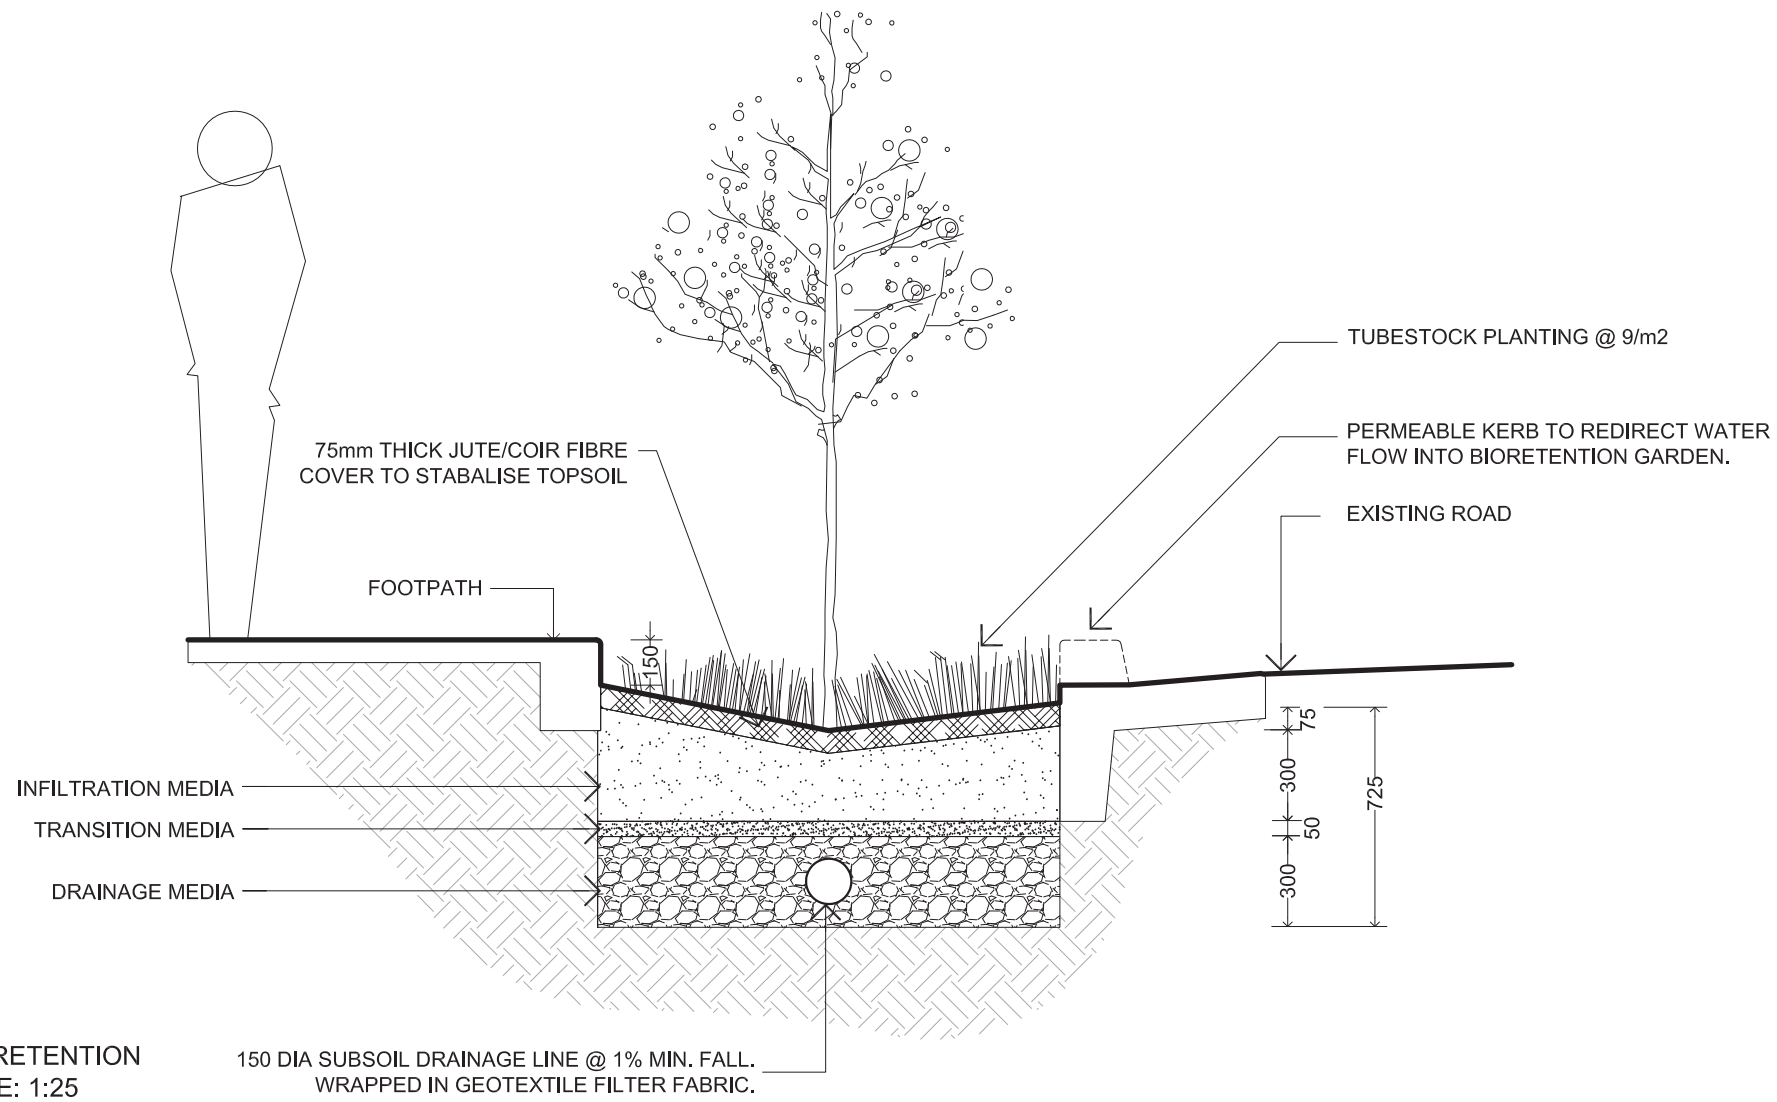 TUBESTOCK PLANTING @ 9/m2
PERMEABLE KERB TO REDIRECT WATER
FLOW INTO BIORETENTION GARDEN.
75mm THICK JUTE/COIR FIBRE
COVER TO STABALISE TOPSOIL
EXISTING ROAD
FOOTPATH
150
75
300
725
50
300
INFILTRATION MEDIA
TRANSITION MEDIA
DRAINAGE MEDIA
RETENTION
E: 1:25
150 DIA SUBSOIL DRAINAGE LINE @ 1% MIN. FALL.
WRAPPED IN GEOTEXTILE FILTER FABRIC.